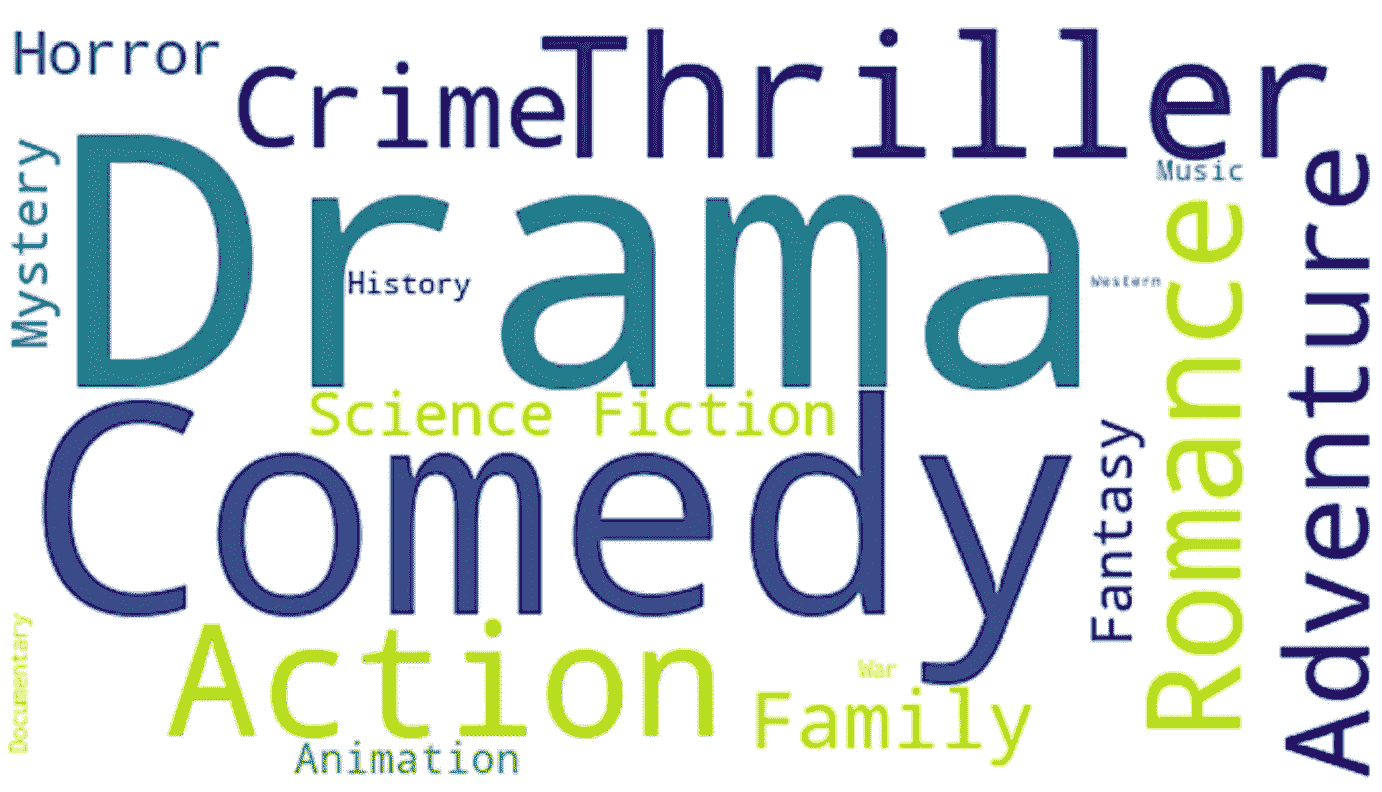 Horror
Crime
Thriller
Mystery
Drama
Music
History
Western
Science Fiction
Comedy
Fantasy
Romance
Adventure
Documentary
Action
War
Family
Animation